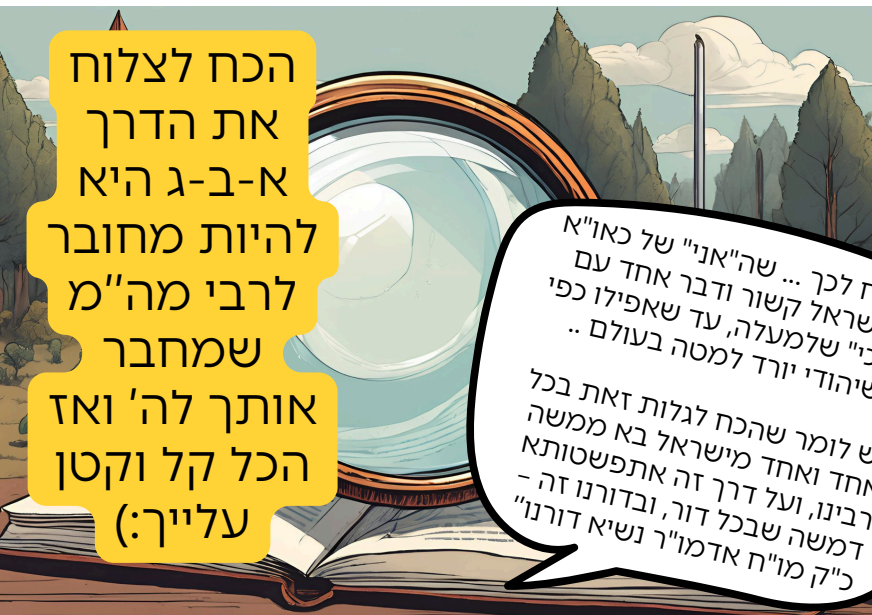 הכח לצלוח
את הדרך
א-ב-ג היא
להיות מחובר
לרבי מה"מ
שמחבר
אותך לה' ואז
הכל קל וקטן
עלייך:)
לכך ... שה"אני" של כאו"א
קשור ודבר אחד עם
שלמעלה, עד שאפילו כפי
שיהודי יורד למטה בעולם ..
לומר שהכח לגלות זאת בכל
ואחד מישראל בא ממשה
רבינו, ועל דרך זה אתפשטותא
דמשה שבכל דור, ובדורנו זה –
כ"ק מו"ח אדמו"ר נשיא דורנו"